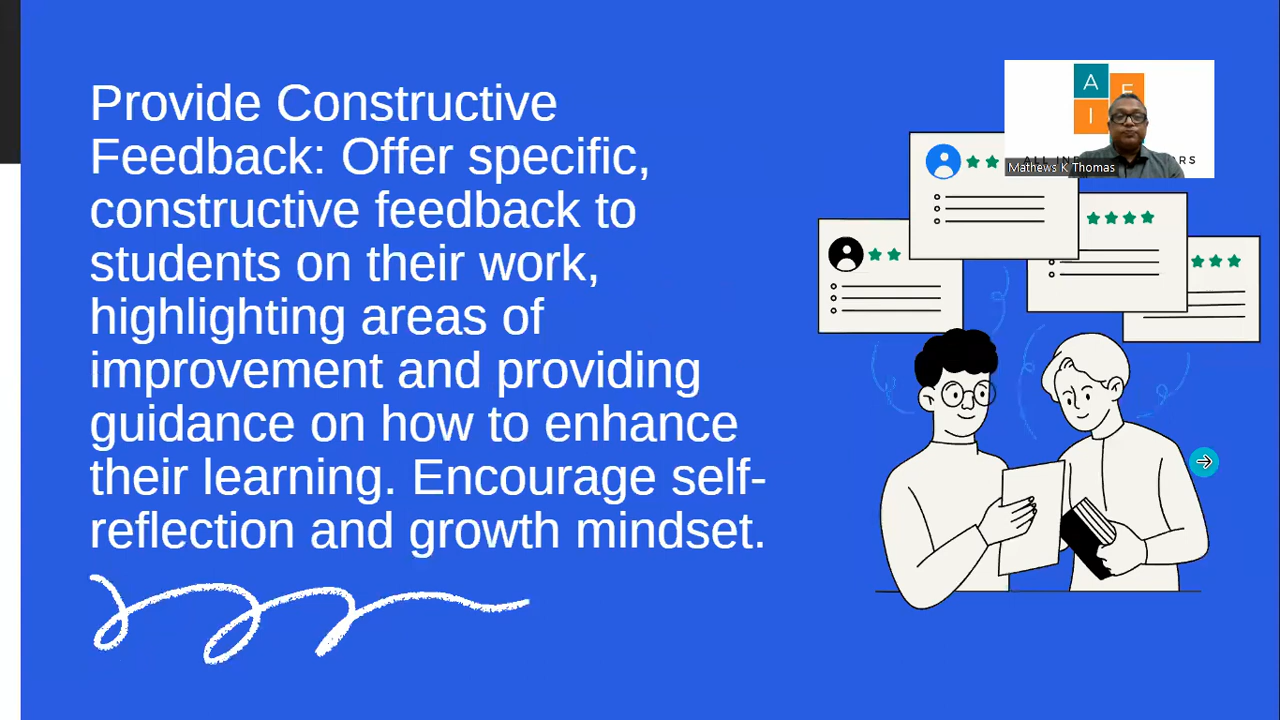 Provide Constructive
Feedback: Offer specific,
constructive feedback to
students on their work,
highlighting areas of
improvement and providing
guidance on how to enhance
their learning. Encourage self-
reflection and growth mindset.
A
I
Mathews K Thomas
ALL